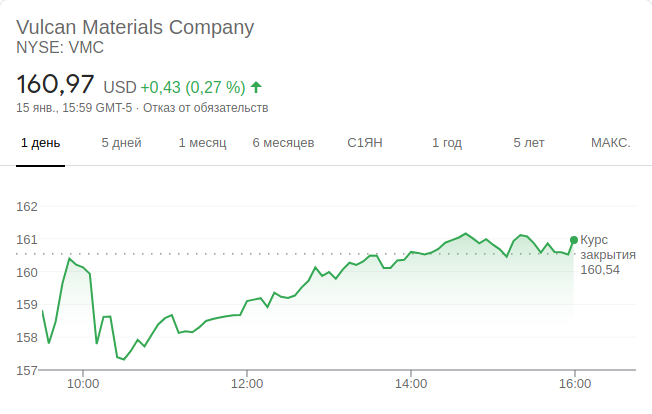 Vulcan Materials Company
NYSE: VMC
160,97 USD +0,43 (0,27 %)
15 янв., 15:59 GMT-5 · Отказ от обязательств
1 день 5 дней 1 месяц 6 месяцев С1ЯН 1 год 5 лет МАКС.
162
161
160
159
158
157
Курс
закрытия
160,54
10:00 12:00 14:00 16:00